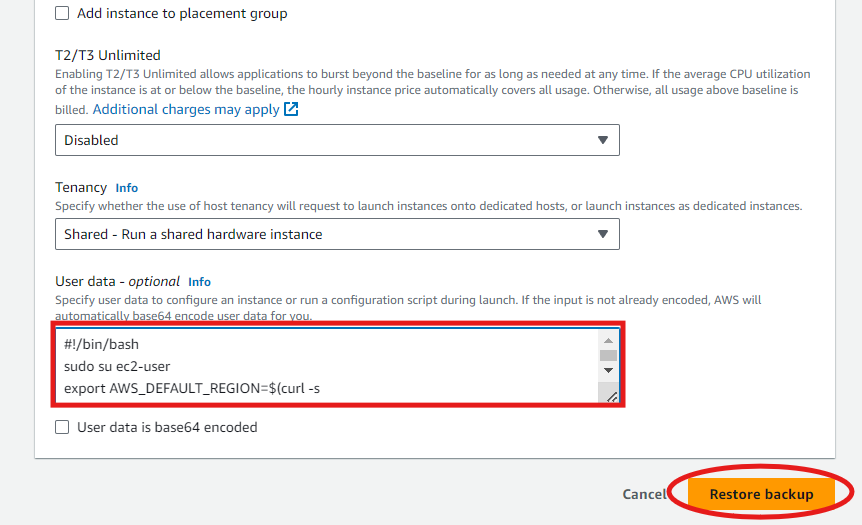 Add instance to placement group
T2/T3 Unlimited
Enabling T2/T3 Unlimited allows applications to burst beyond the baseline for as long as needed at any time. If the average CPU utilization
of the instance is at or below the baseline, the hourly instance price automatically covers all usage. Otherwise, all usage above baseline is
billed. Additional charges may apply
Disabled
Tenancy Info
Specify whether the use of host tenancy will request to launch instances onto dedicated hosts, or launch instances as dedicated instances.
Shared - Run a shared hardware instance
User data - optional Info
Specify user data to configure an instance or run a configuration script during launch. If the input is not already encoded, AWS will
automatically base64 encode user data for you.
#!/bin/bash
sudo su ec2-user
export AWS_DEFAULT_REGION=$(curl -s
User data is base64 encoded
Cancel Restore backup